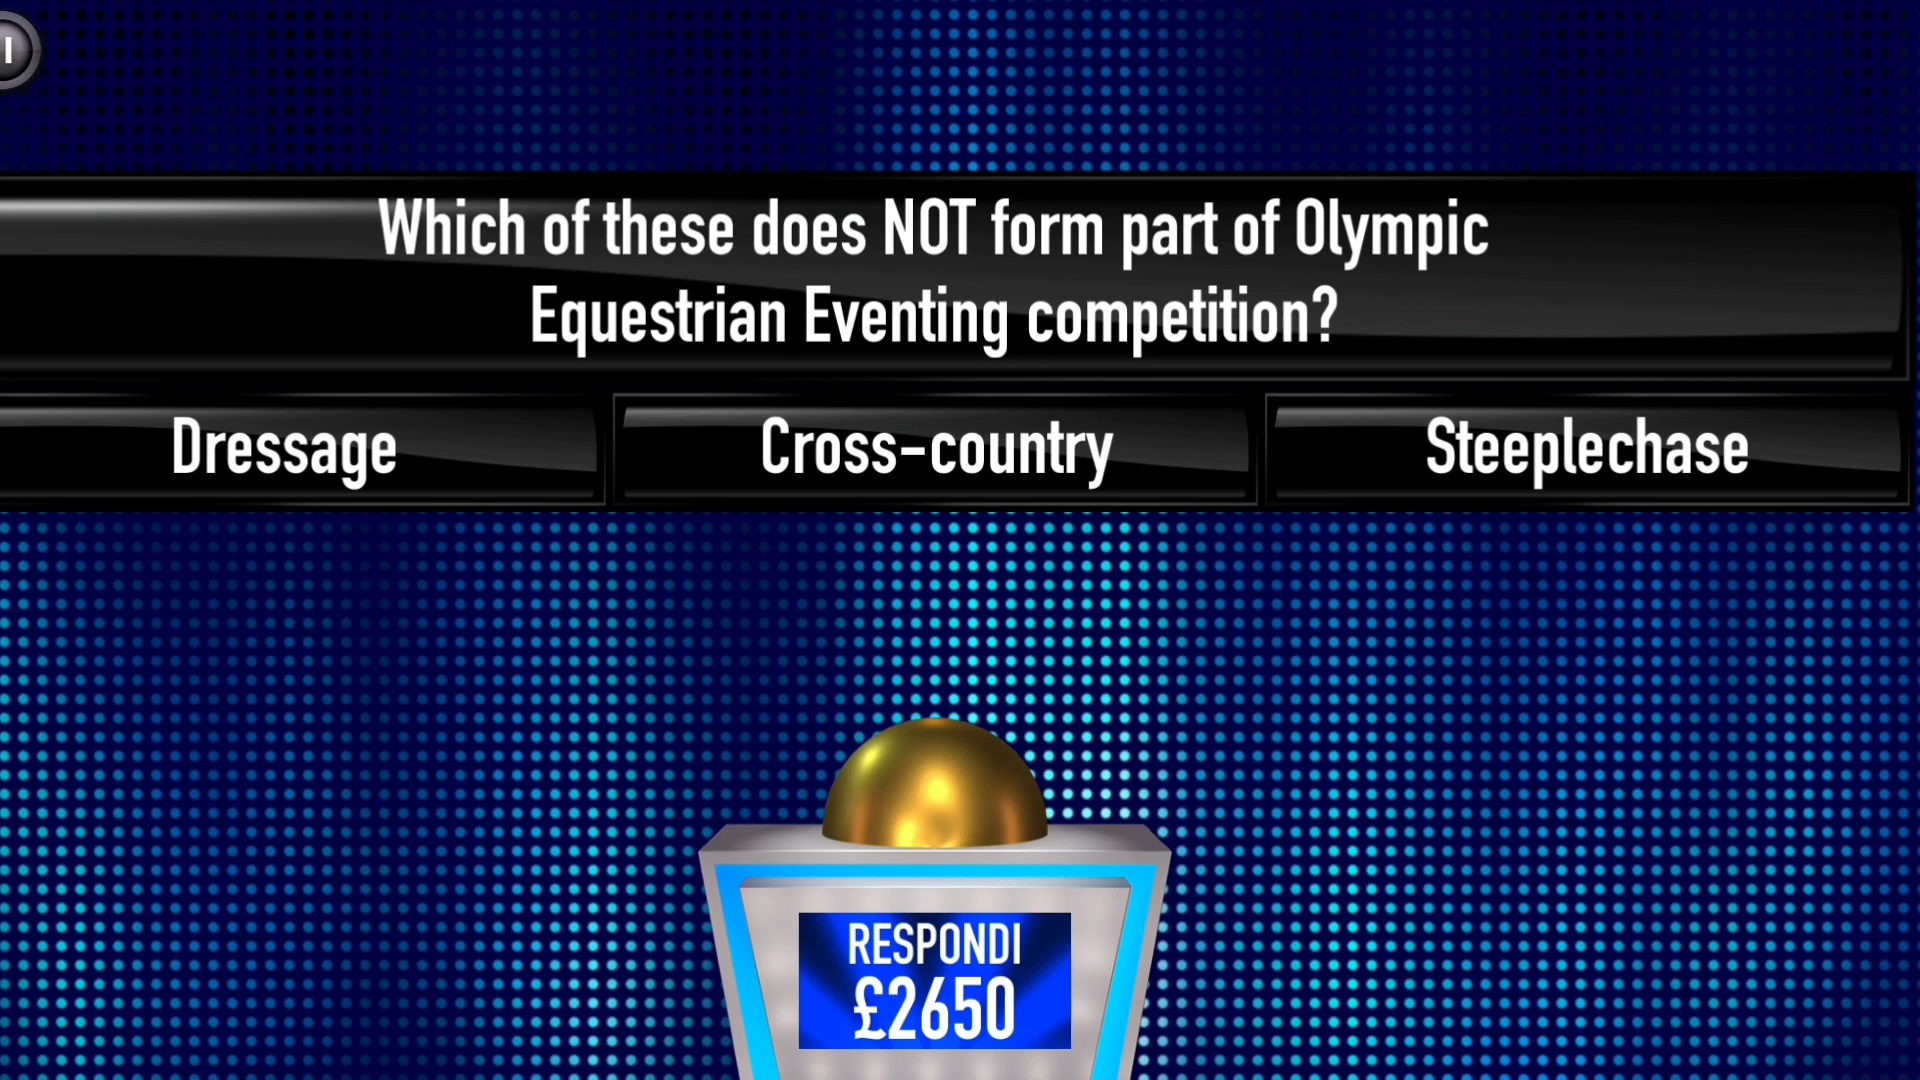 Which of these does NOT form part of Olympic
Equestrian Eventing competition?
Dressage
Cross-country
Steeplechase
RESPONDI
£2650